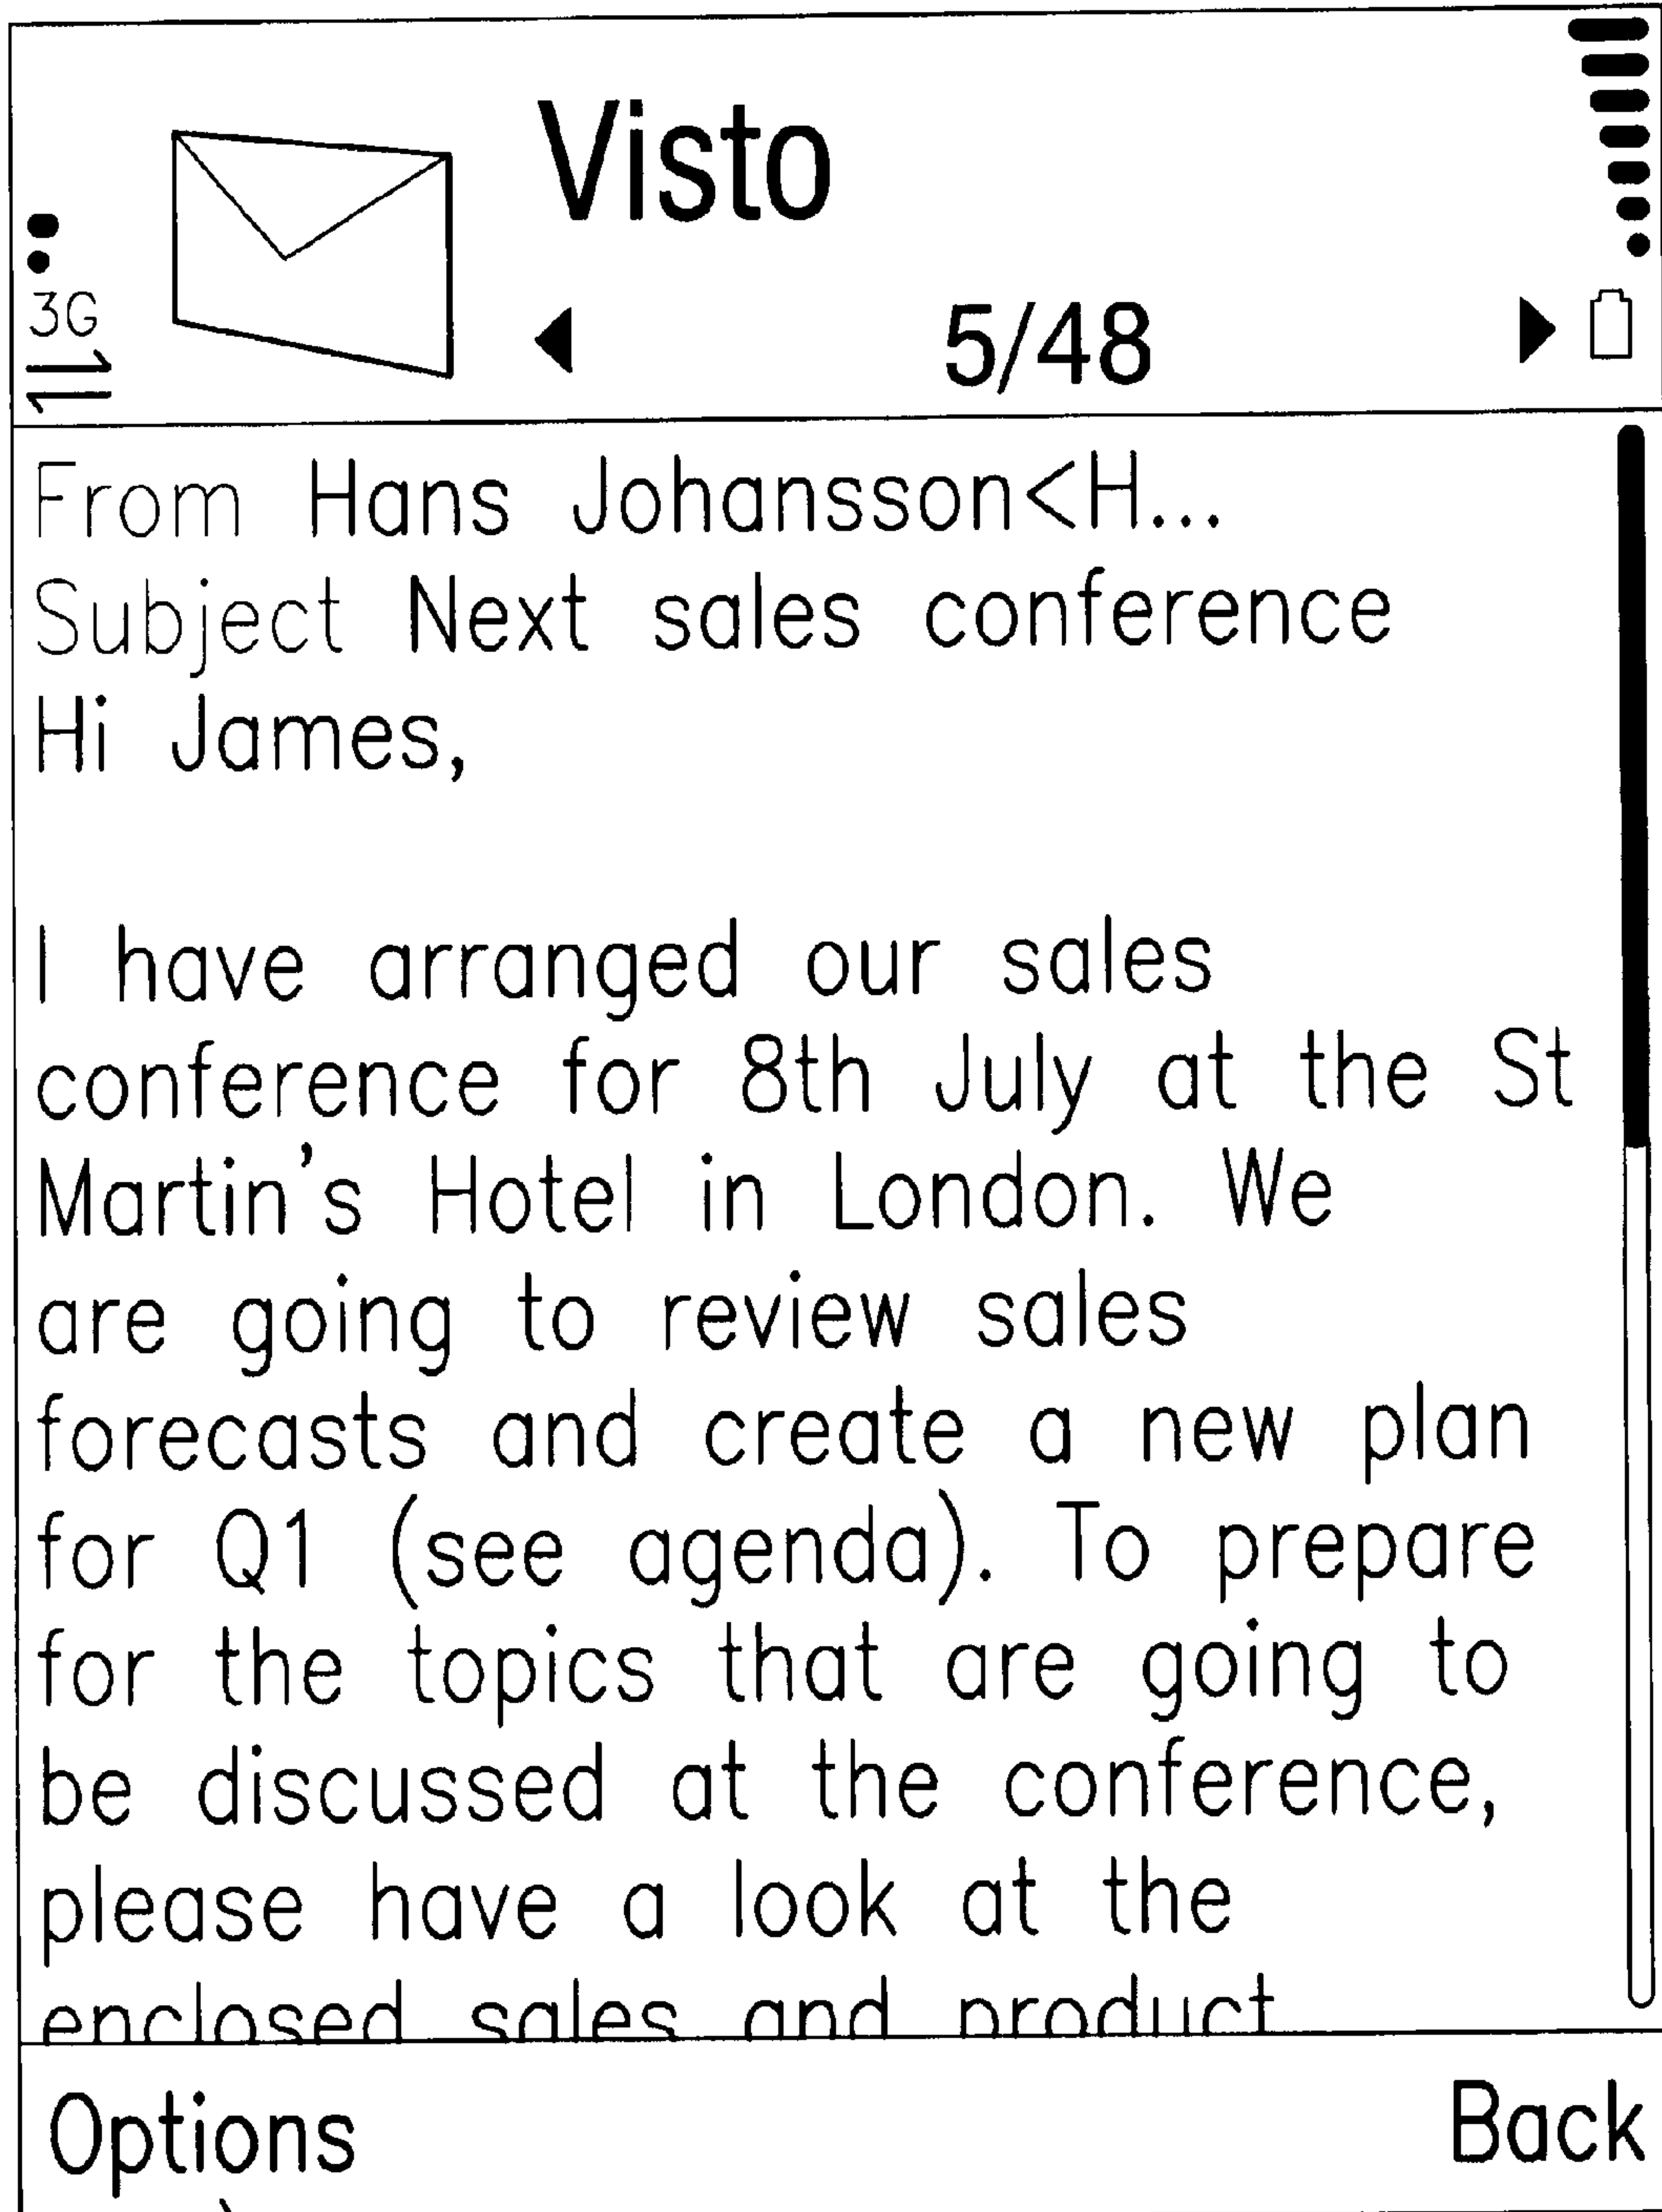 Visto
3G
5/48
From Hans Johansson<H...
Subject Next sales conference
Hi James,
I have arranged our sales
conference for 8th July at the St
Martin's Hotel in London. We
are going to review sales
forecasts and create a new plan
for Q1 (see agenda). To prepare
for the topics that are going to
be discussed at the conference,
please have a look at the
enclosed sales and product
Options
Back